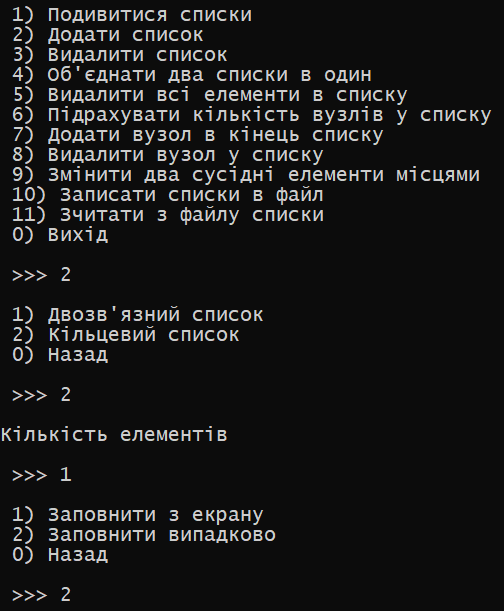 1) Подивитися списки
2) Додати список
3) Видалити список
4) Об'єднати два списки в один
5) Видалити всі елементи в списку
6) Підрахувати кількість вузлів у списку
7) Додати вузол в кінець списку
8) Видалити вузол у списку
9) Змінити два сусідні елементи місцями
10) Записати списки в файл
11) Зчитати з файлу списки
0) Вихід
>>> 2
1) Двозв'язний список
2) Кільцевий список
0) Назад
>>> 2
Кількість елементів
>>> 1
1) Заповнити з екрану
2) Заповнити випадково
0) Назад
>>> 2